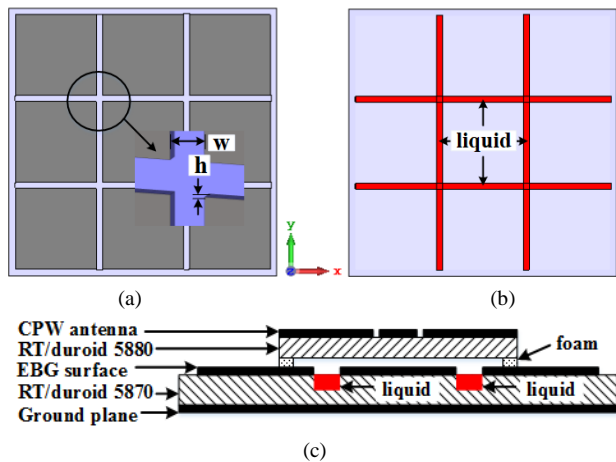 w
h
liquid
y
x
z
(a)
(b)
CPW antenna
RT/duroid 5880
EBG surface
RT/duroid 5870
Ground plane
foam
liquid
liquid
(c)